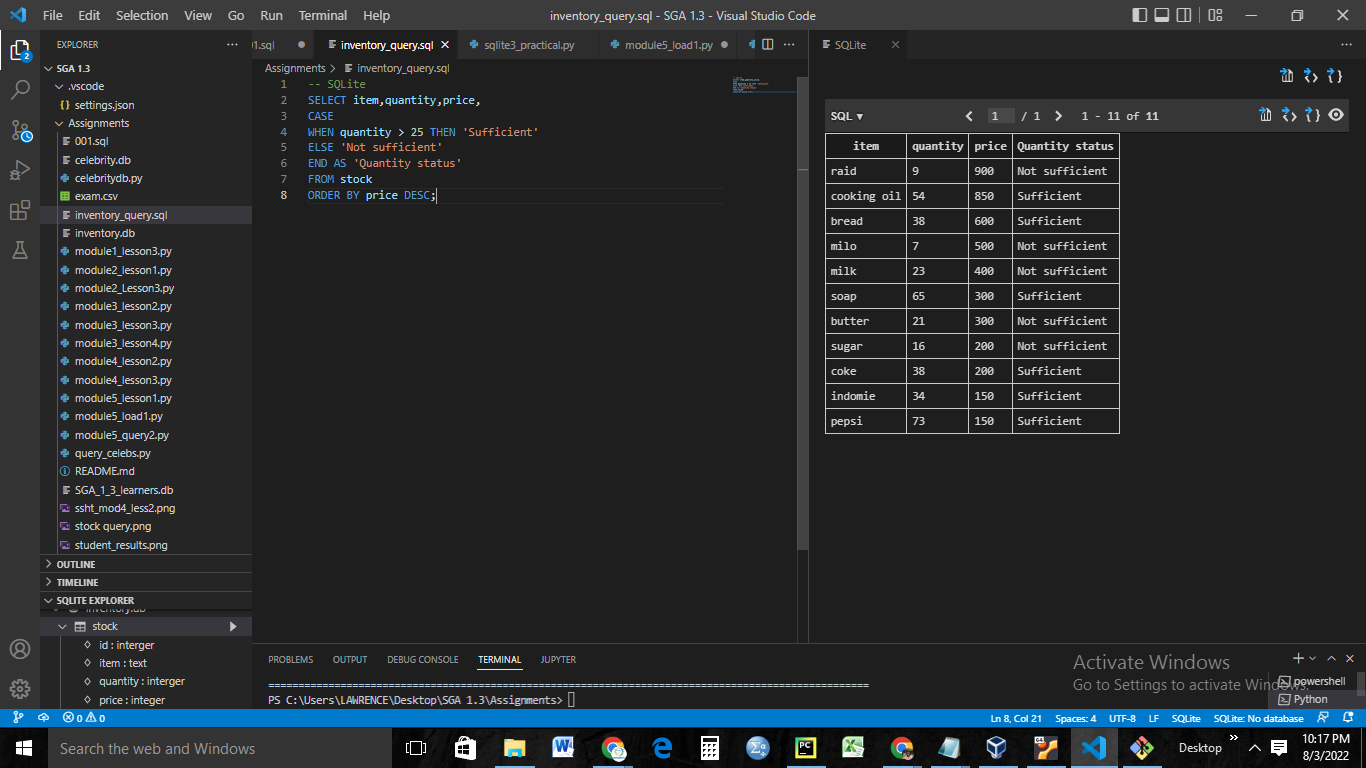 File Edit Selection View Go Run Terminal Help inventory_query.sql - SGA 1.3 - Visual Studio Code
EXPLORER
SGA 1.3
.vscode
settings.json
Assignments
001.sql
celebrity.db
celebritydb.py
exam.csv
inventory_query.sql
inventory.db
module1_lesson3.py
module2_lesson1.py
module2_Lesson3.py
module3_lesson2.py
module3_lesson3.py
module3_lesson4.py
module4_lesson2.py
module4_lesson3.py
module5_lesson1.py
module5_load1.py
module5_query2.py
query_celebs.py
README.md
SGA_1_3_learners.db
ssht_mod4_less2.png
stock query.png
student_results.png
OUTLINE
TIMELINE
SQLITE EXPLORER
inventory.db
stock
id : interger
item : text
quantity : interger
price : integer
01.sql inventory_query.sql sqlite3_practical.py module5_load1.py
Assignments > inventory_query.sql
1 -- SQLite
2 SELECT item,quantity,price,
3 CASE
4 WHEN quantity > 25 THEN 'Sufficient'
5 ELSE 'Not sufficient'
6 END AS 'Quantity status'
7 FROM stock
8 ORDER BY price DESC;
SQLite
SQL ▾ < 1 / 1 > 1 - 11 of 11
item quantity price Quantity status
raid 9 900 Not sufficient
cooking oil 54 850 Sufficient
bread 38 600 Sufficient
milo 7 500 Not sufficient
milk 23 400 Not sufficient
soap 65 300 Sufficient
butter 21 300 Not sufficient
sugar 16 200 Not sufficient
coke 38 200 Sufficient
indomie 34 150 Sufficient
pepsi 73 150 Sufficient
PROBLEMS OUTPUT DEBUG CONSOLE TERMINAL JUPYTER
PS C:\Users\LAWRENCE\Desktop\SGA 1.3\Assignments>
powershell
Python
Activate Windows
Go to Settings to activate Windows.
0 0 Ln 8, Col 21 Spaces: 4 UTF-8 LF SQLite SQLite: No database
Search the web and Windows
Desktop
10:17 PM
8/3/2022